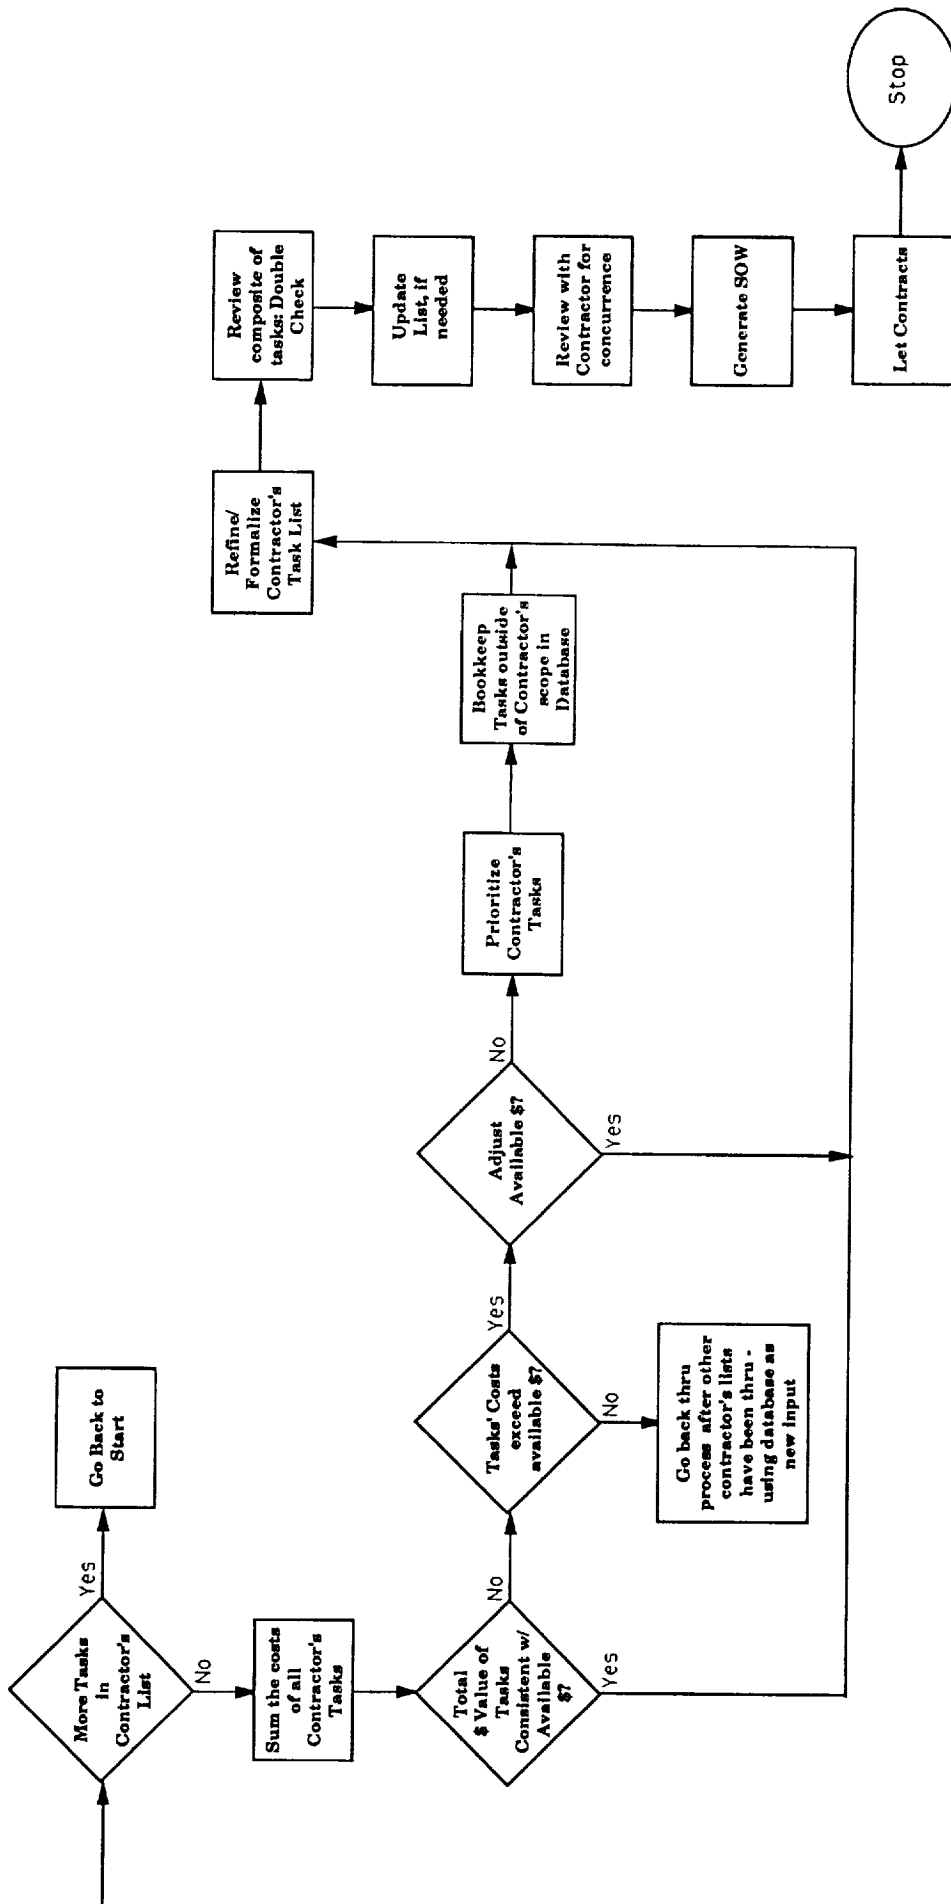 More Tasks
in
Contractor's
List
Yes
Go Back to
Start
No
Sum the costs
of all
Contractor's
Tasks
Total
$ Value of
Tasks
Consistent w/
Available
$?
No
Yes
Tasks' Costs
exceed
available $?
Yes
No
Go back thru
process after other
contractor's lists
have been thru -
using database as
new input
Adjust
Available $?
No
Yes
Prioritize
Contractor's
Tasks
Bookkeep
Tasks outside
of Contractor's
scope in
Database
Refine/
Formalize
Contractor's
Task List
Review
composite of
tasks: Double
Check
Update
List, if
needed
Review with
Contractor for
concurrence
Generate SOW
Let Contracts
Stop